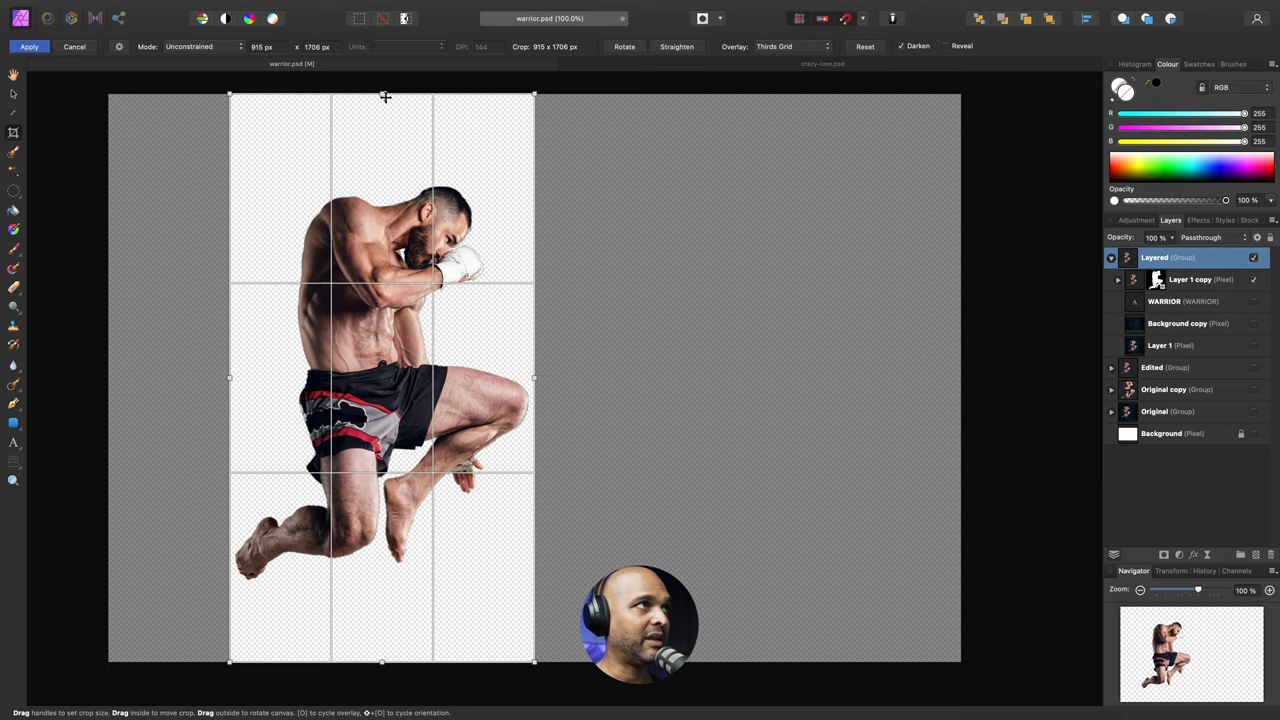 warrior.psd (100.0%)
Apply
Cancel
Mode:
Unconstrained
915 px
x
1706 px
Units:
DPI:
144
Crop:
915 x 1706 px
Rotate
Straighten
Overlay:
Thirds Grid
Reset
Darken
Reveal
warrior.psd [M]
crazy-love.psd
Histogram
Colour
Swatches
Brushes
RGB
R
255
G
255
B
255
Opacity
100 %
Adjustment
Layers
Effects
Styles
Stock
Opacity:
100 %
Passthrough
Layered (Group)
Layer 1 copy (Pixel)
A
WARRIOR (WARRIOR)
Background copy (Pixel)
Layer 1 (Pixel)
Edited (Group)
Original copy (Group)
Original (Group)
Background (Pixel)
Navigator
Transform
History
Channels
Zoom:
100 %
Drag handles to set crop size. Drag inside to move crop. Drag outside to rotate canvas. [O] to cycle overlay, ⇧+[O] to cycle orientation.